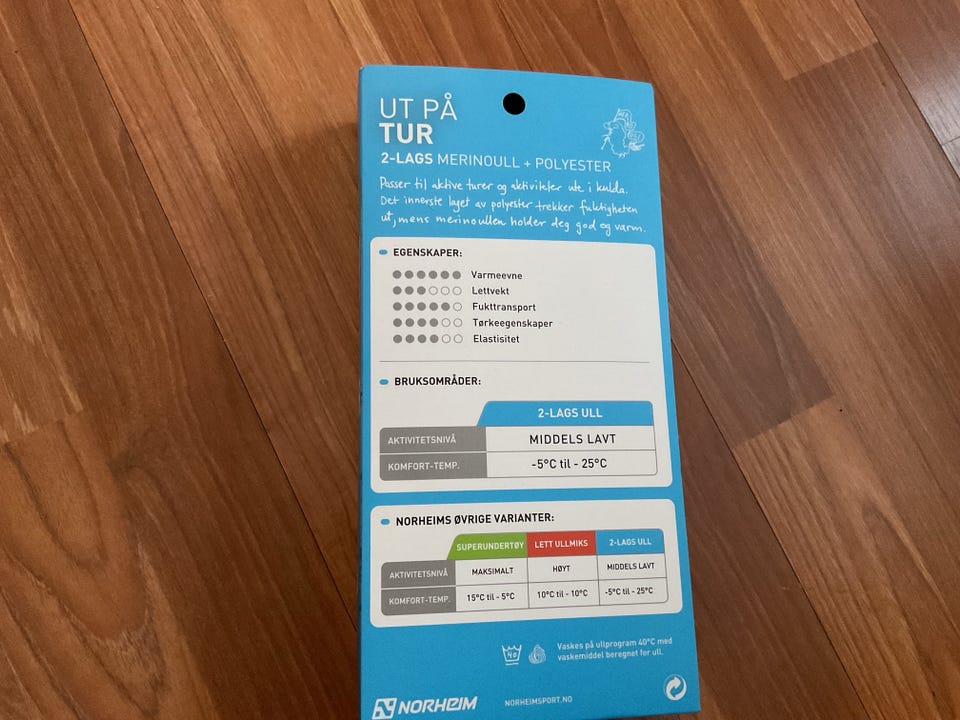 UT PÅ
TUR
2-LAGS MERINOULL + POLYESTER
Passer til aktive turer og aktiviteter ute i kulda.
Det innerste laget av polyester trekker fuktigheten
ut, mens merinoullen holder deg god og varm.
EGENSKAPER:
Varmeevne
Lettvekt
Fukttransport
Tørkeegenskaper
Elastisitet
BRUKSOMRÅDER:
2-LAGS ULL
AKTIVITETSNIVÅ MIDDELS LAVT
KOMFORT-TEMP. -5°C til - 25°C
NORHEIMS ØVRIGE VARIANTER:
SUPERUNDERTØY LETT ULLMIKS 2-LAGS ULL
AKTIVITETSNIVÅ MAKSIMALT HØYT MIDDELS LAVT
KOMFORT-TEMP. 15°C til - 5°C 10°C til - 10°C -5°C til - 25°C
40 Vaskes på ullprogram 40°C med
vaskemiddel beregnet for ull.
NORHEIM NORHEIMSPORT.NO